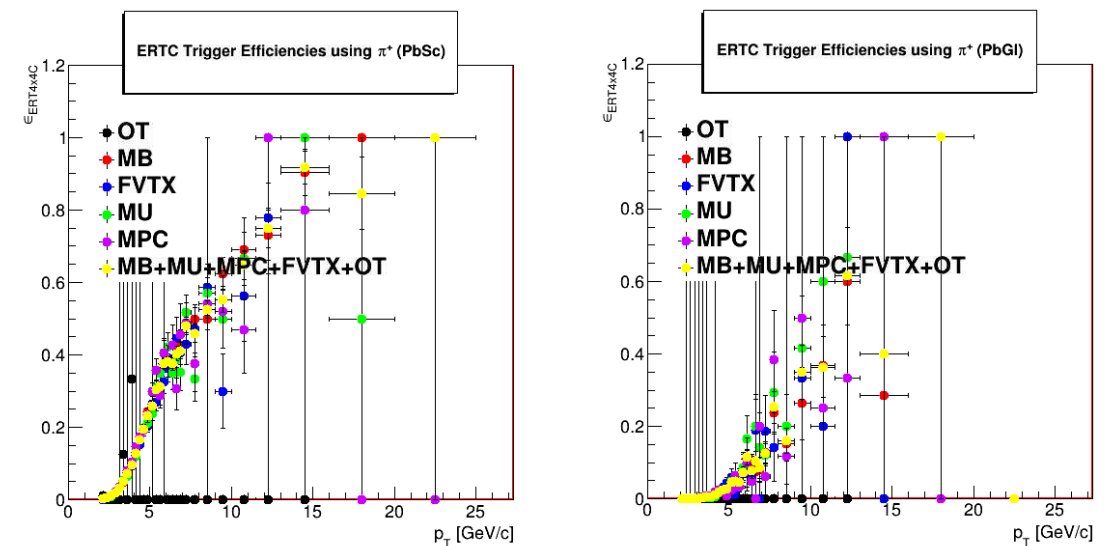 ERTC Trigger Efficiencies using π⁺ (PbSc)
ε_ERT4x4C
1.2
1
0.8
0.6
0.4
0.2
0
OT
MB
FVTX
MU
MPC
MB+MU+MPC+FVTX+OT
0 5 10 15 20 25
p_T [GeV/c]
ERTC Trigger Efficiencies using π⁺ (PbGl)
ε_ERT4x4C
1.2
1
0.8
0.6
0.4
0.2
0
OT
MB
FVTX
MU
MPC
MB+MU+MPC+FVTX+OT
0 5 10 15 20 25
p_T [GeV/c]